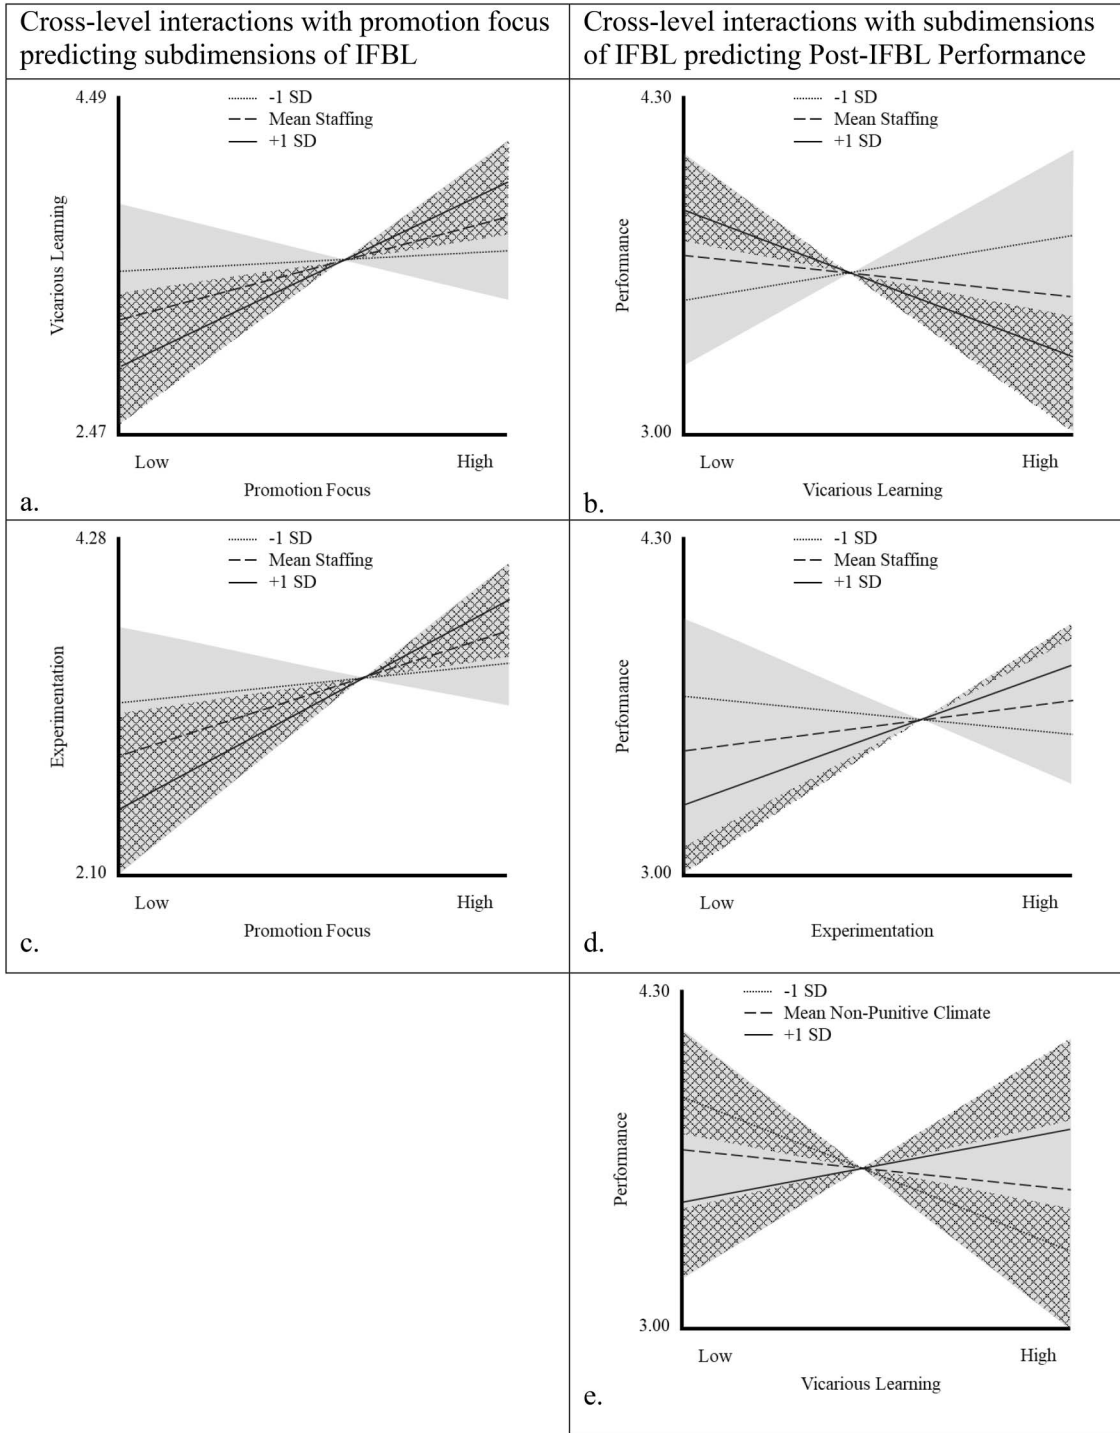 Cross-level interactions with promotion focus
predicting subdimensions of IFBL
Cross-level interactions with subdimensions
of IFBL predicting Post-IFBL Performance
4.49
-1 SD
Mean Staffing
+1 SD
Vicarious Learning
2.47
Low
High
Promotion Focus
a.
4.30
-1 SD
Mean Staffing
+1 SD
Performance
3.00
Low
High
Vicarious Learning
b.
4.28
-1 SD
Mean Staffing
+1 SD
Experimentation
2.10
Low
High
Promotion Focus
c.
4.30
-1 SD
Mean Staffing
+1 SD
Performance
3.00
Low
High
Experimentation
d.
4.30
-1 SD
Mean Non-Punitive Climate
+1 SD
Performance
3.00
Low
High
Vicarious Learning
e.